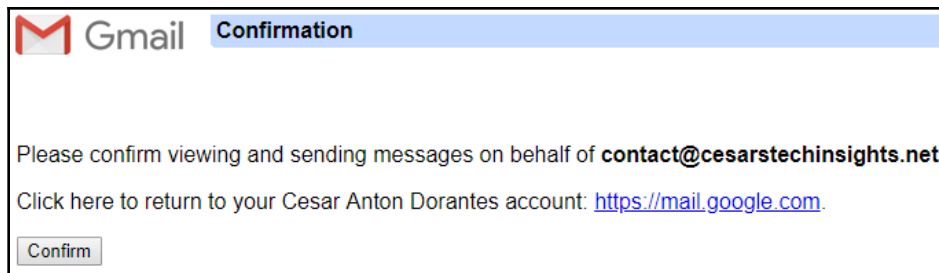 Gmail Confirmation
Please confirm viewing and sending messages on behalf of contact@cesarstechinsights.net
Click here to return to your Cesar Anton Dorantes account: https://mail.google.com.
Confirm